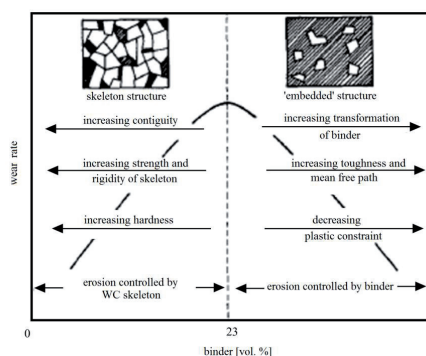 skeleton structure
'embedded' structure
increasing contiguity
increasing transformation
of binder
increasing strength and
rigidity of skeleton
increasing toughness and
mean free path
increasing hardness
decreasing
plastic constraint
erosion controlled by
WC skeleton
erosion controlled by binder
wear rate
0
23
binder [vol. %]